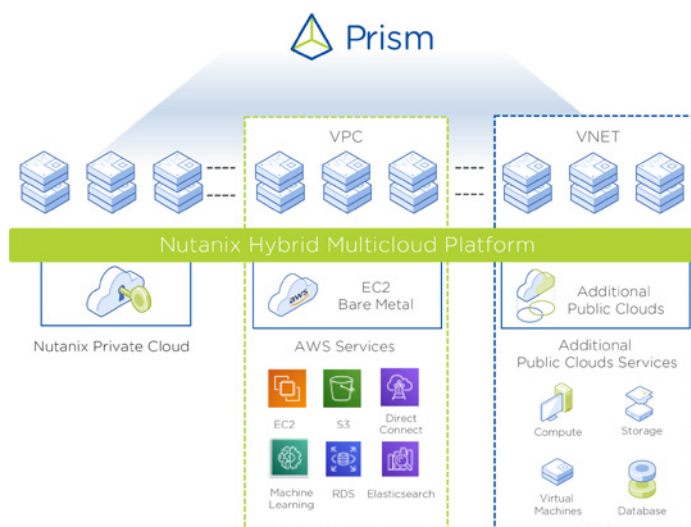 Prism
VPC
VNET
Nutanix Hybrid Multicloud Platform
aws
EC2
Bare Metal
Additional
Public Clouds
Nutanix Private Cloud
AWS Services
Additional
Public Clouds Services
EC2
S3
Direct
Connect
Compute
Storage
Machine
Learning
RDS
Elasticsearch
Virtual
Machines
Database